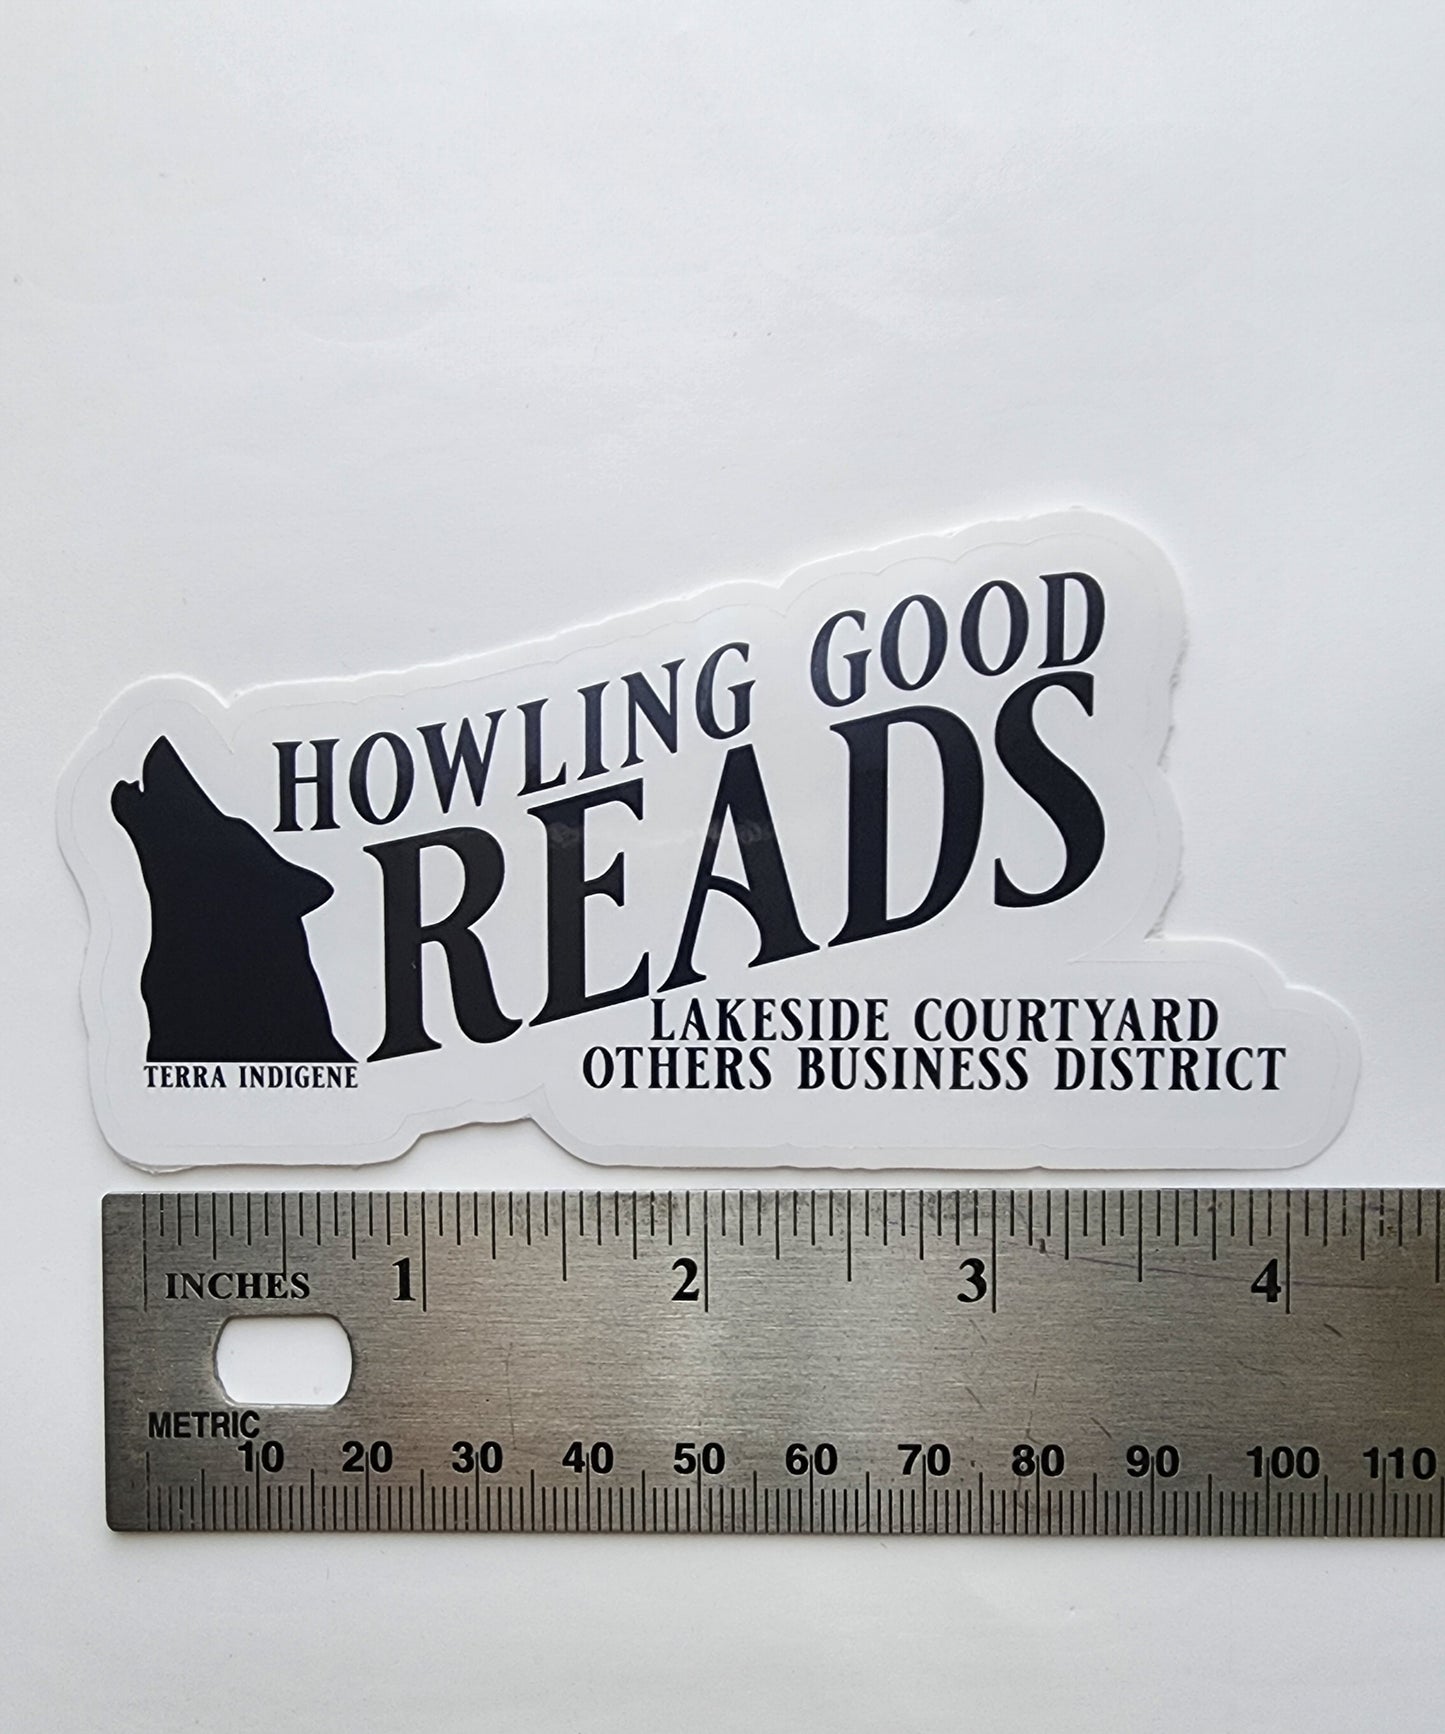 HOWLING GOOD
READS
LAKESIDE COURTYARD
OTHERS BUSINESS DISTRICT
TERRA INDIGENE
1 2 3 4
INCHES
METRIC
10 20 30 40 50 60 70 80 90 100 110